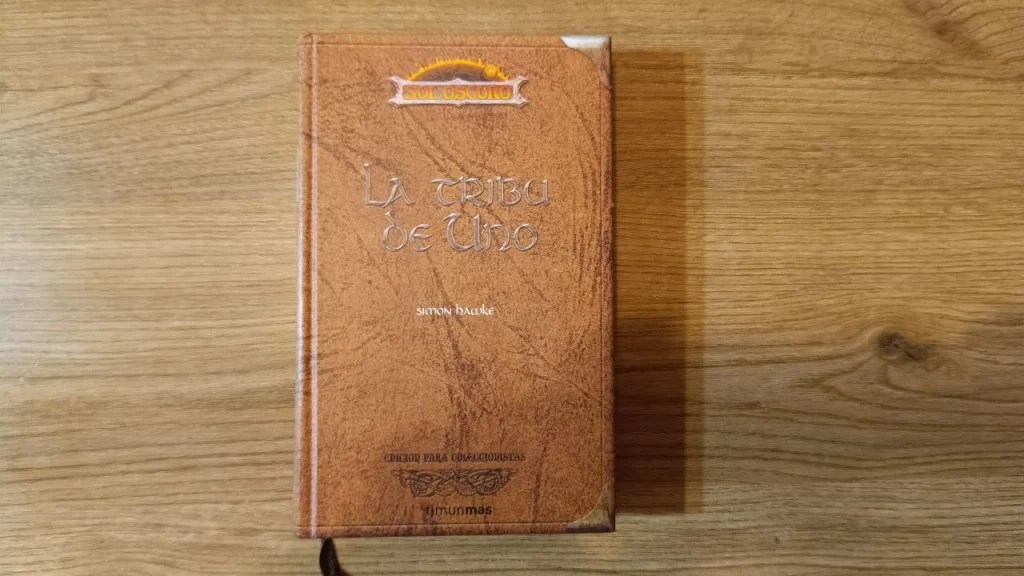 SOL OSCURO
La tribu
de Uno
simon hawke
EDICION PARA COLECCIONISTAS
timunmas